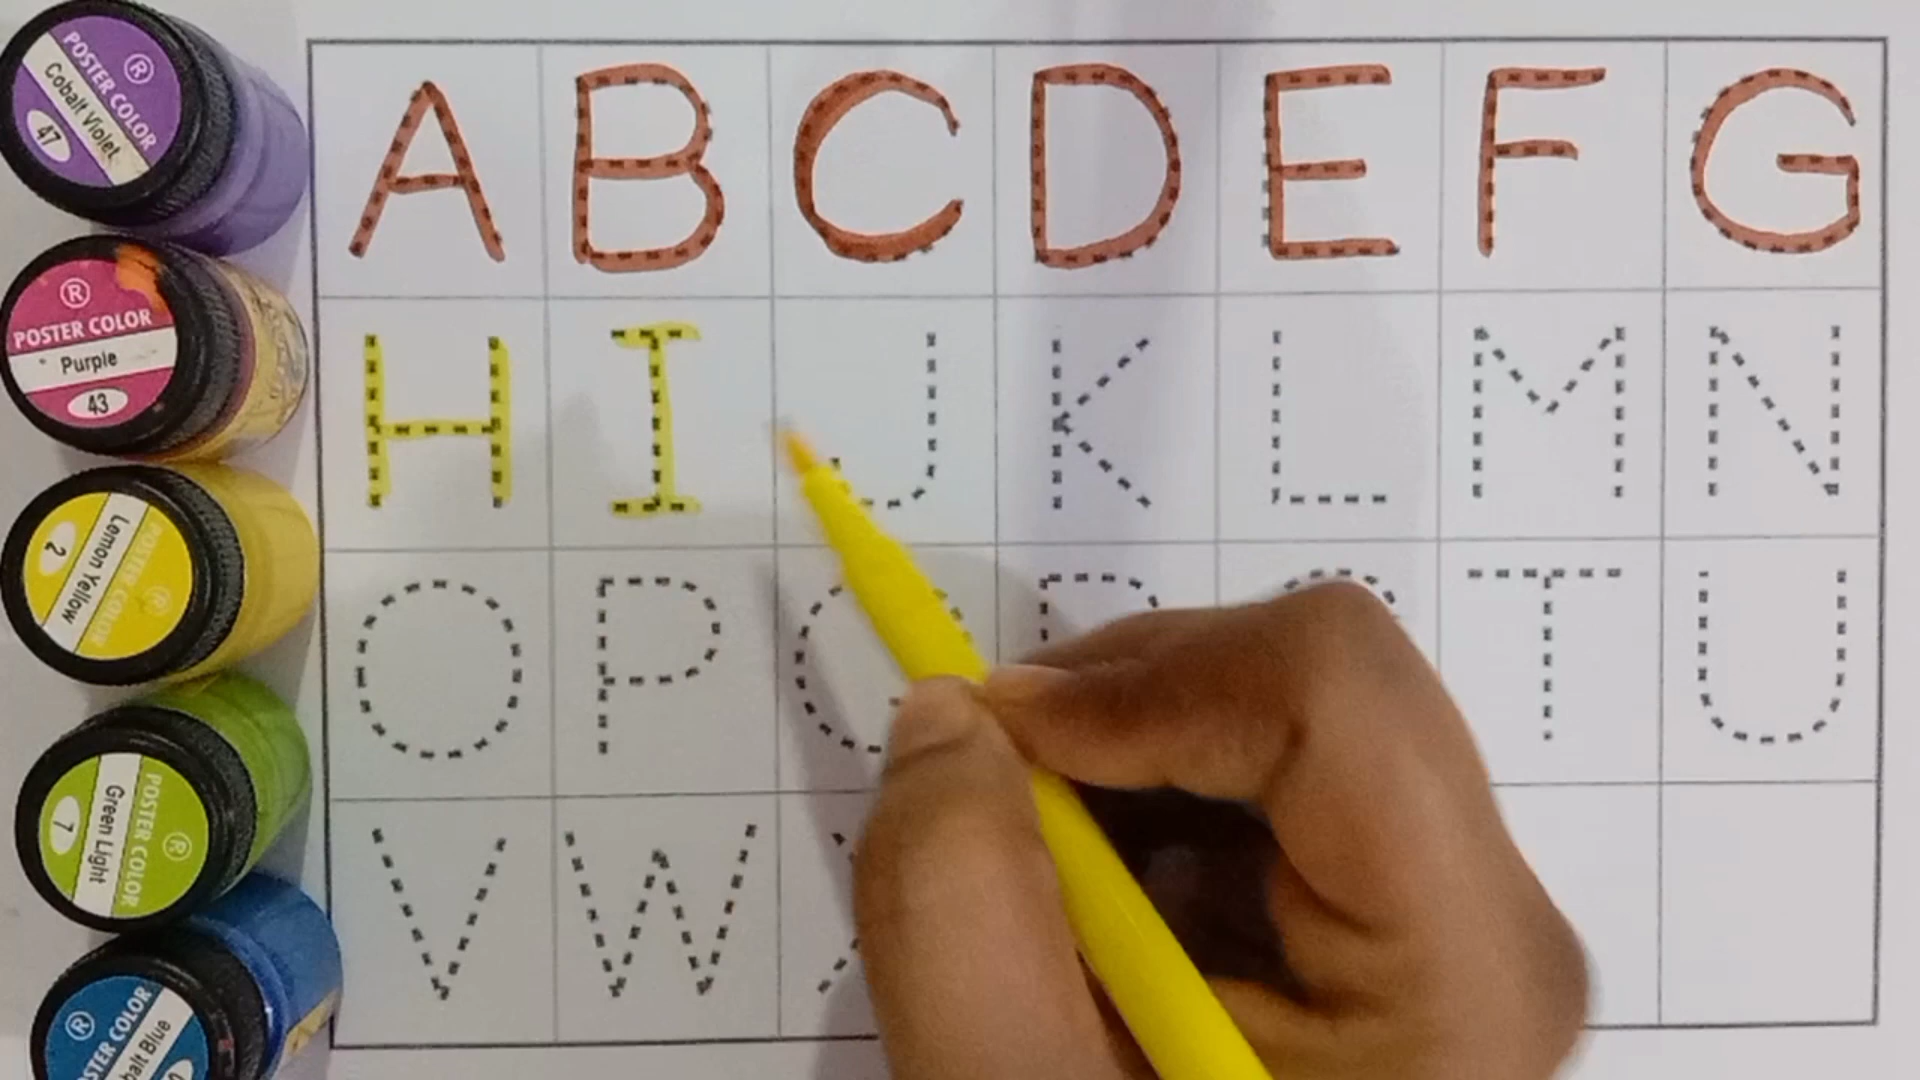 POSTER COLOR
Cobalt Violet
47
POSTER COLOR
Purple
43
POSTER COLOR
Lemon Yellow
2
POSTER COLOR
Green Light
7
POSTER COLOR
Blue
A B C D E F G
H I J K L M N
O P T U
V W